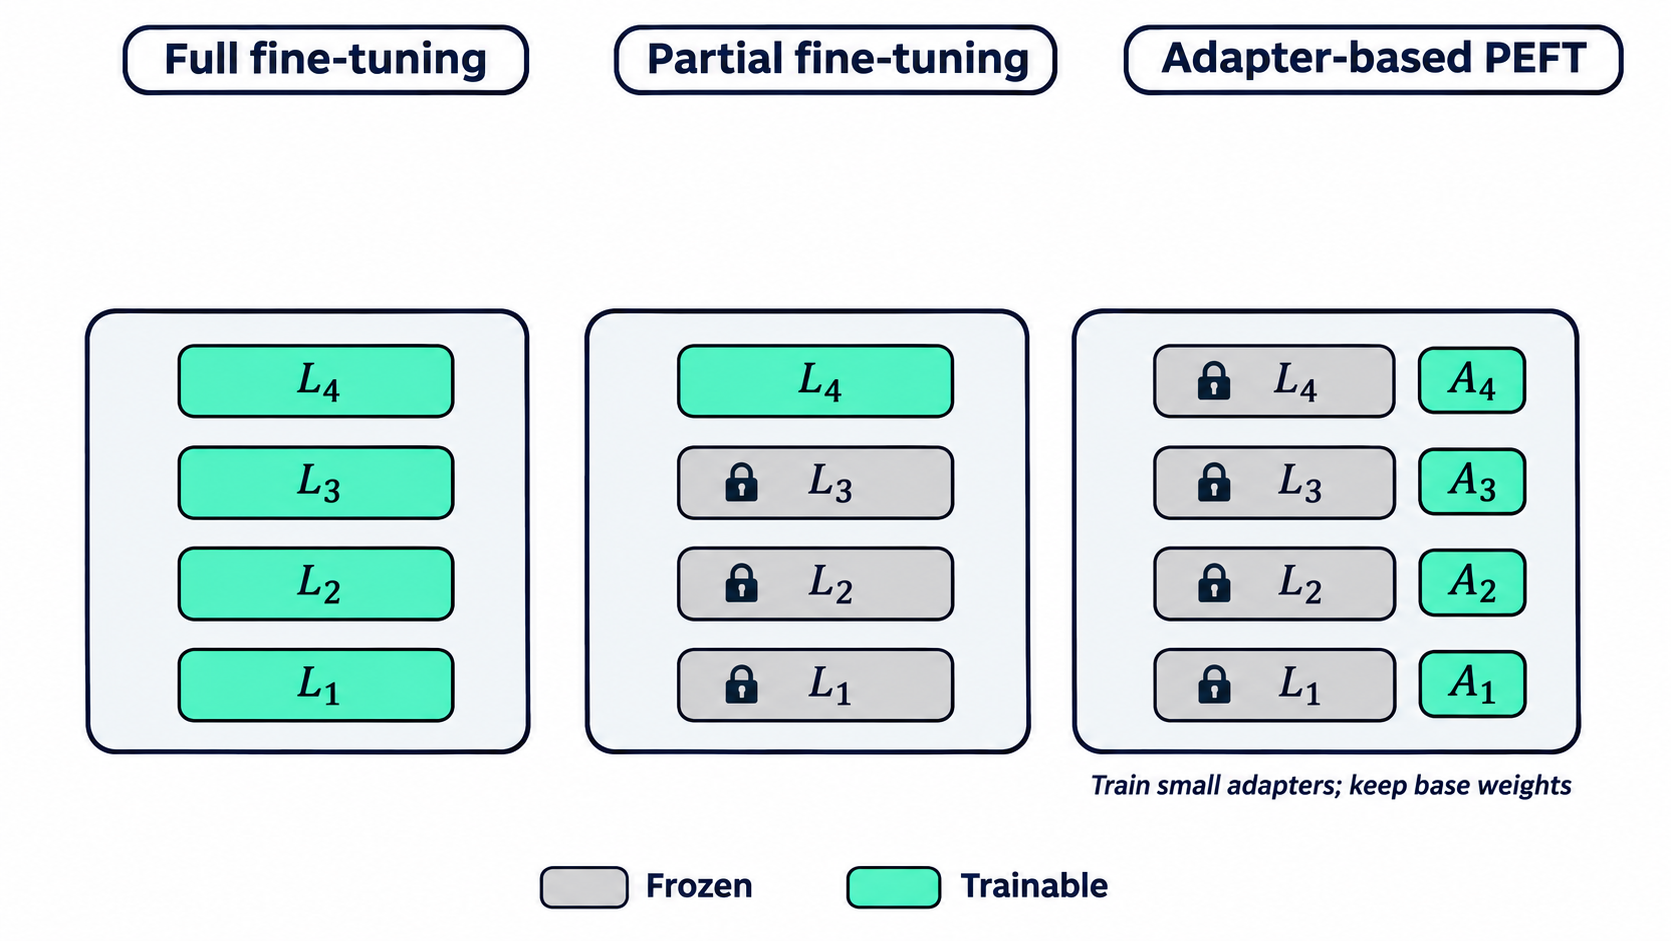 Full fine-tuning
Partial fine-tuning
Adapter-based PEFT
L₄
L₃
L₂
L₁
L₄
L₃
L₂
L₁
L₄ A₄
L₃ A₃
L₂ A₂
L₁ A₁
Train small adapters; keep base weights
Frozen
Trainable